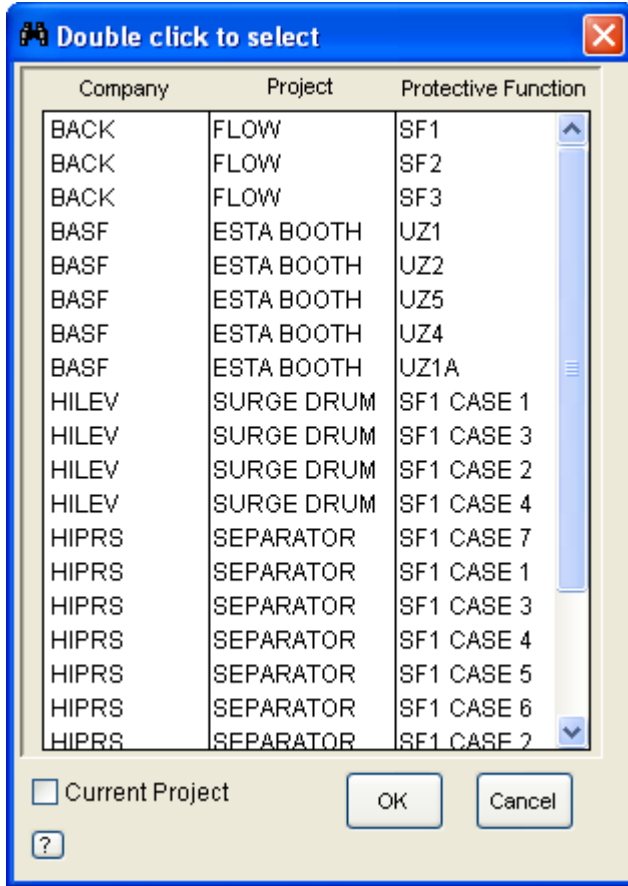 Double click to select
Company Project Protective Function
BACK FLOW SF1
BACK FLOW SF2
BACK FLOW SF3
BASF ESTA BOOTH UZ1
BASF ESTA BOOTH UZ2
BASF ESTA BOOTH UZ5
BASF ESTA BOOTH UZ4
BASF ESTA BOOTH UZ1A
HILEV SURGE DRUM SF1 CASE 1
HILEV SURGE DRUM SF1 CASE 3
HILEV SURGE DRUM SF1 CASE 2
HILEV SURGE DRUM SF1 CASE 4
HIPRS SEPARATOR SF1 CASE 7
HIPRS SEPARATOR SF1 CASE 1
HIPRS SEPARATOR SF1 CASE 3
HIPRS SEPARATOR SF1 CASE 4
HIPRS SEPARATOR SF1 CASE 5
HIPRS SEPARATOR SF1 CASE 6
HIPRS SEPARATOR SF1 CASE 2
Current Project OK Cancel
?